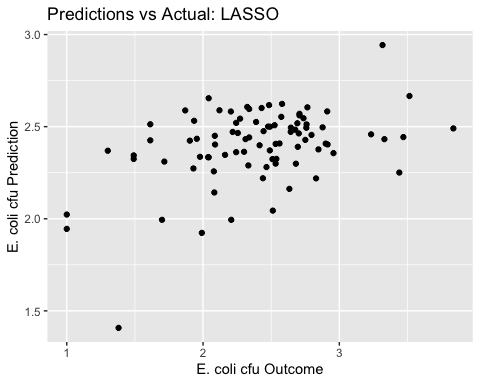 Predictions vs Actual: LASSO
3.0
2.5
2.0
1.5
E. coli cfu Prediction
1
2
3
E. coli cfu Outcome